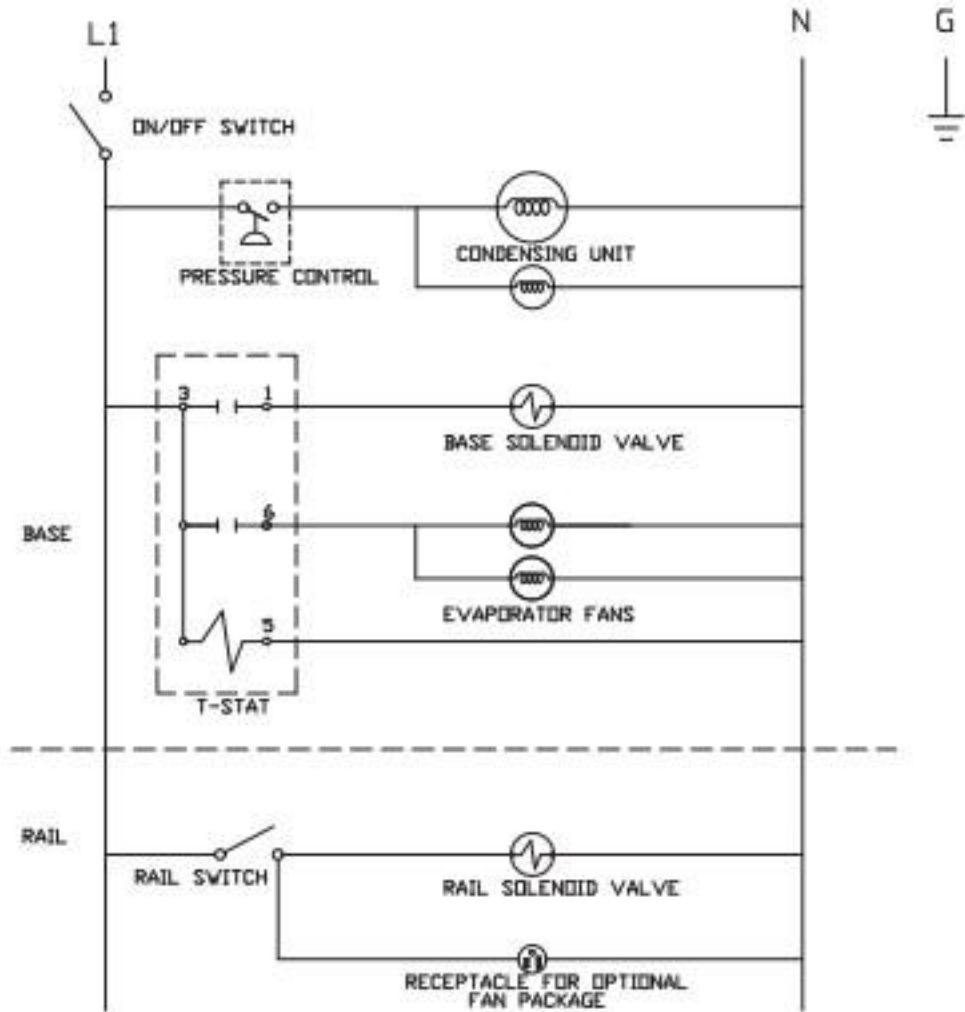 L1
N
G
ON/OFF SWITCH
CONDENSING UNIT
PRESSURE CONTROL
3
1
BASE SOLENOID VALVE
6
BASE
EVAPORATOR FANS
5
T-STAT
RAIL
RAIL SWITCH
RAIL SOLENOID VALVE
RECEPTACLE FOR OPTIONAL
FAN PACKAGE